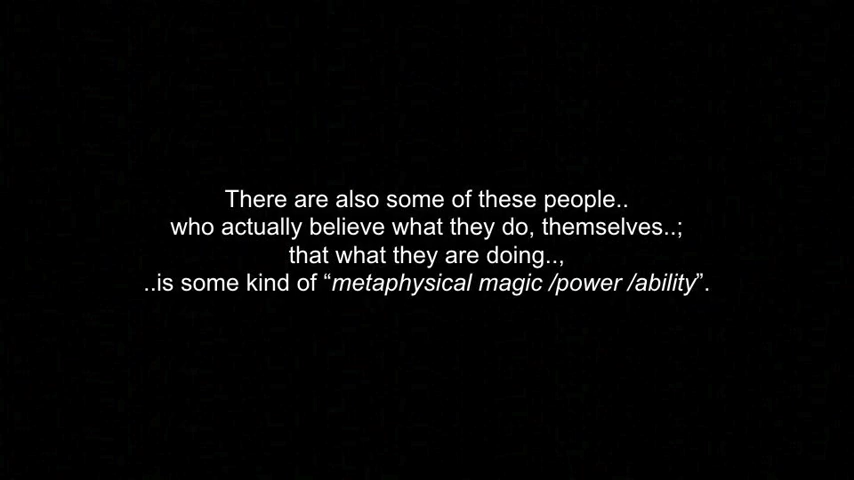 There are also some of these people..
who actually believe what they do, themselves..;
that what they are doing..,
..is some kind of “metaphysical magic /power /ability”.